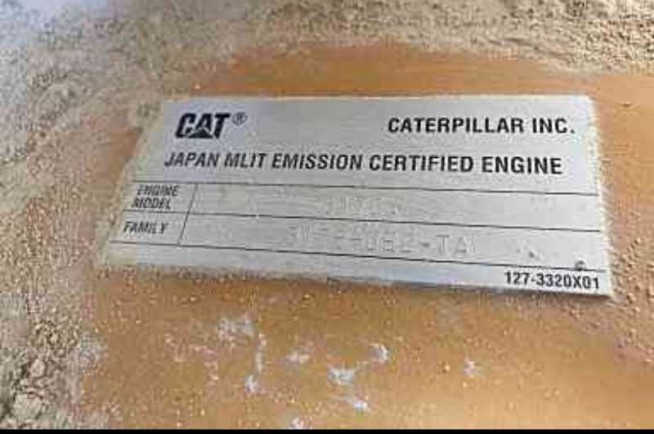 CAT®
CATERPILLAR INC.
JAPAN MLIT EMISSION CERTIFIED ENGINE
ENGINE MODEL
FAMILY
127-3320X01